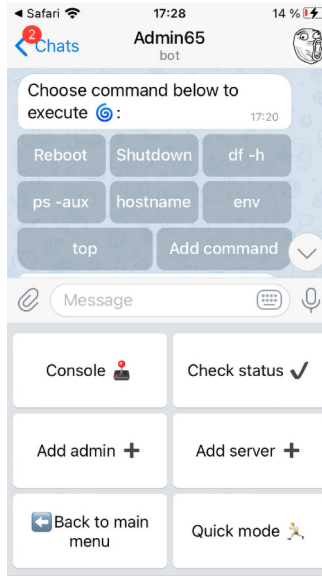 ◀ Safari 17:28 14 %
2
Chats Admin65
bot
Choose command below to
execute 🌀:
17:20
Reboot Shutdown df -h
ps -aux hostname env
top Add command
Message
Console 🕹️ Check status ✔️
Add admin ➕ Add server ➕
⬅️Back to main
menu
Quick mode 🏃